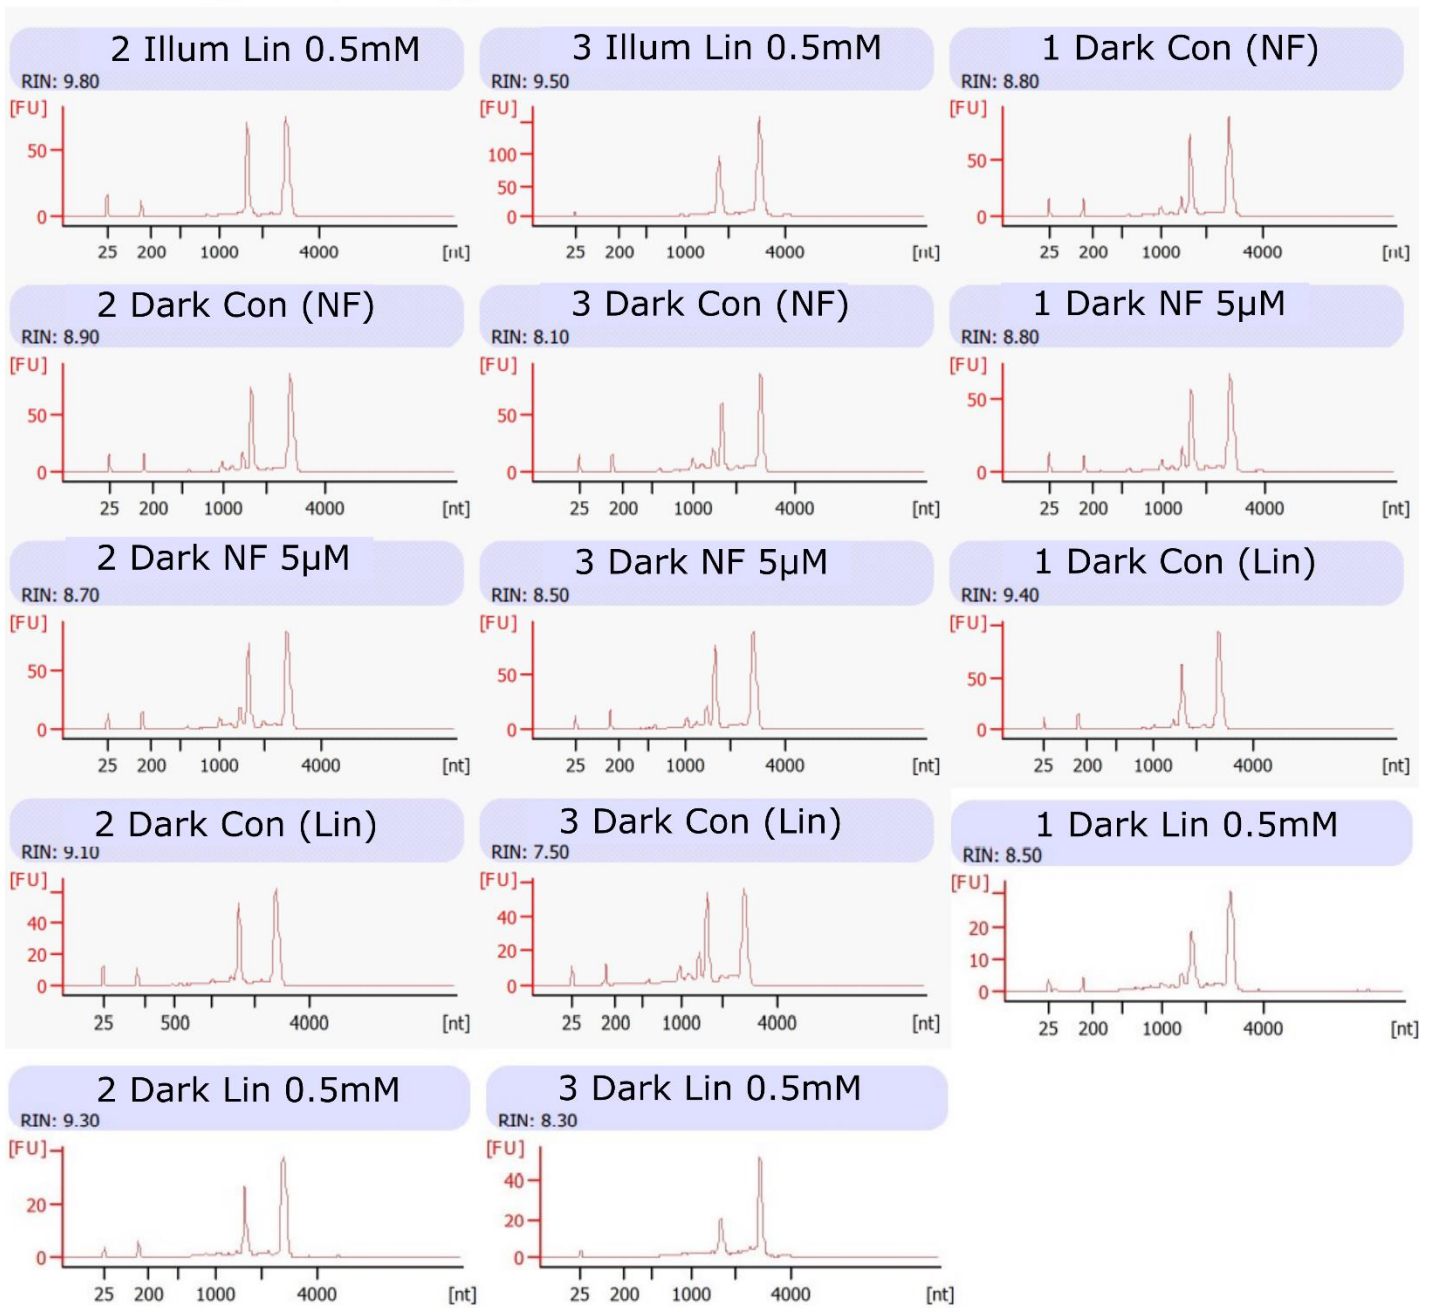 2 Illum Lin 0.5mM
RIN: 9.80
[FU]
50
0
25 200 1000 4000 [nt]
3 Illum Lin 0.5mM
RIN: 9.50
[FU]
100
50
0
25 200 1000 4000 [nt]
1 Dark Con (NF)
RIN: 8.80
[FU]
50
0
25 200 1000 4000 [nt]
2 Dark Con (NF)
RIN: 8.90
[FU]
50
0
25 200 1000 4000 [nt]
3 Dark Con (NF)
RIN: 8.10
[FU]
50
0
25 200 1000 4000 [nt]
1 Dark NF 5µM
RIN: 8.80
[FU]
50
0
25 200 1000 4000 [nt]
2 Dark NF 5µM
RIN: 8.70
[FU]
50
0
25 200 1000 4000 [nt]
3 Dark NF 5µM
RIN: 8.50
[FU]
50
0
25 200 1000 4000 [nt]
1 Dark Con (Lin)
RIN: 9.40
[FU]
50
0
25 200 1000 4000 [nt]
2 Dark Con (Lin)
RIN: 9.10
[FU]
40
20
0
25 500 4000 [nt]
3 Dark Con (Lin)
RIN: 7.50
[FU]
40
20
0
25 200 1000 4000 [nt]
1 Dark Lin 0.5mM
RIN: 8.50
[FU]
20
10
0
25 200 1000 4000 [nt]
2 Dark Lin 0.5mM
RIN: 9.30
[FU]
20
0
25 200 1000 4000 [nt]
3 Dark Lin 0.5mM
RIN: 8.30
[FU]
40
20
0
25 200 1000 4000 [nt]